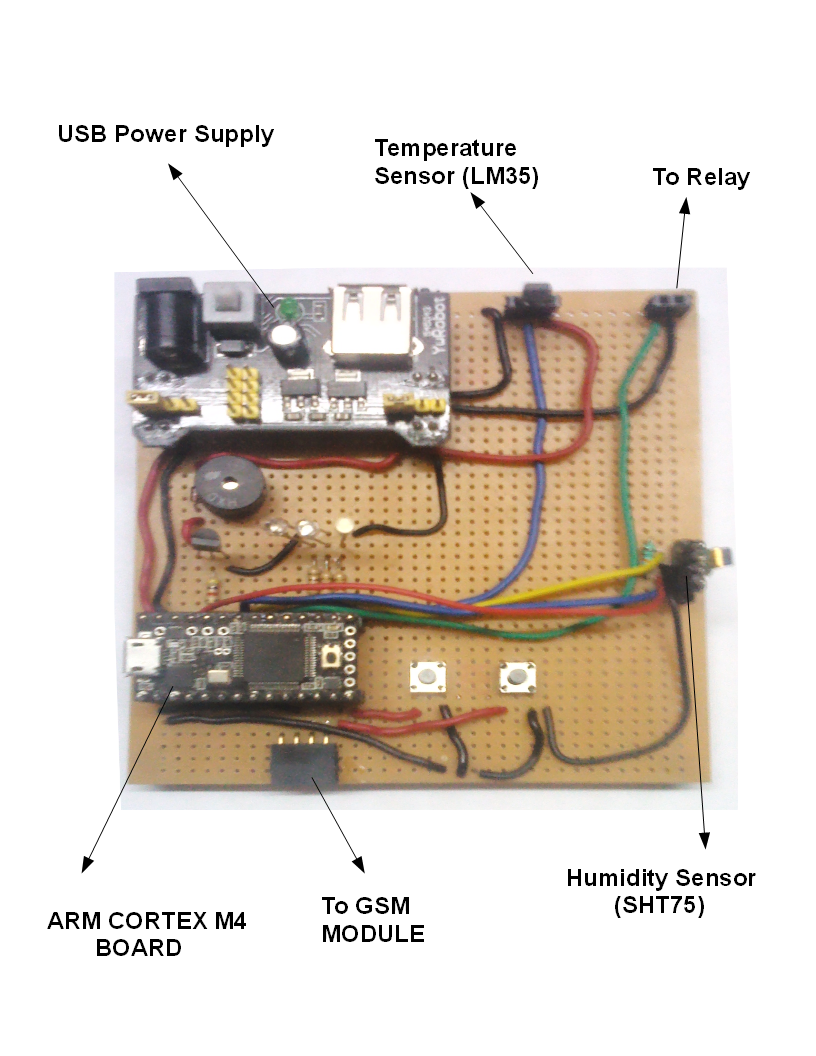 USB Power Supply
Temperature
Sensor (LM35)
To Relay
YwRobot
ARM CORTEX M4
BOARD
To GSM
MODULE
Humidity Sensor
(SHT75)